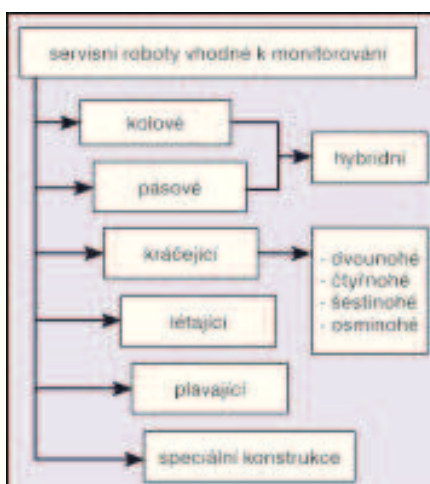 servisní roboty vhodné k monitorování
kolové
hybridní
pásové
kráčející
- dvounohé
- čtyřnohé
- šestinohé
- osminohé
létající
plavající
speciální konstrukce